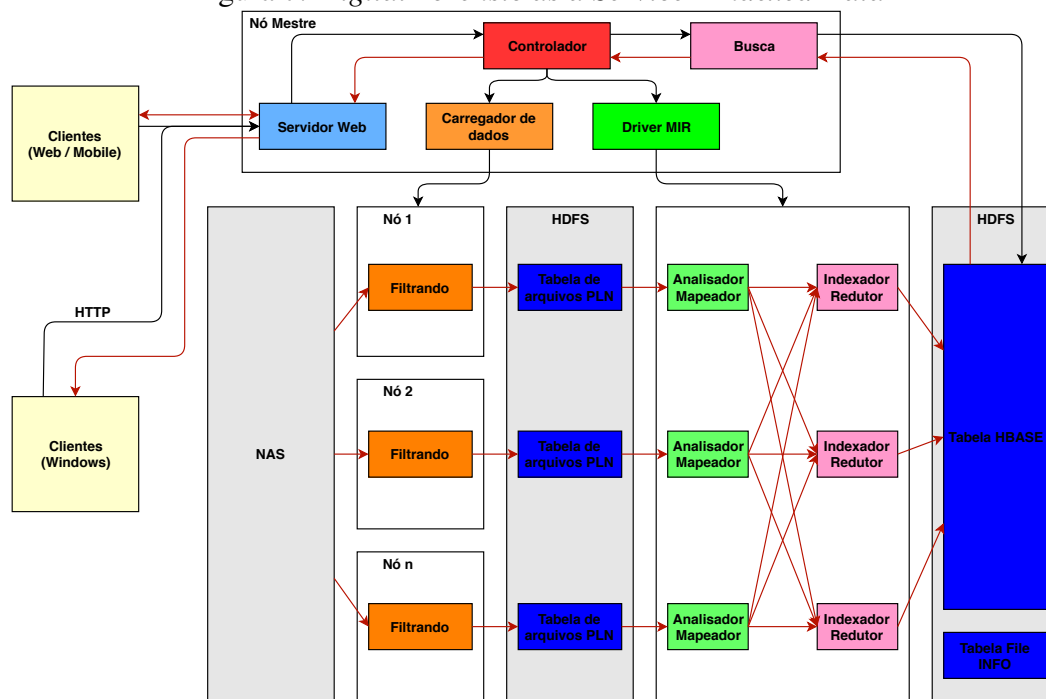 Nó Mestre
Controlador
Busca
Clientes
(Web / Mobile)
Servidor Web
Carregador de
dados
Driver MIR
Nó 1
HDFS
HDFS
Filtrando
Tabela de
arquivos PLN
Analisador
Mapeador
Indexador
Redutor
HTTP
Nó 2
Clientes
(Windows)
NAS
Filtrando
Tabela de
arquivos PLN
Analisador
Mapeador
Indexador
Redutor
Tabela HBASE
Nó n
Filtrando
Tabela de
arquivos PLN
Analisador
Mapeador
Indexador
Redutor
Tabela File
INFO